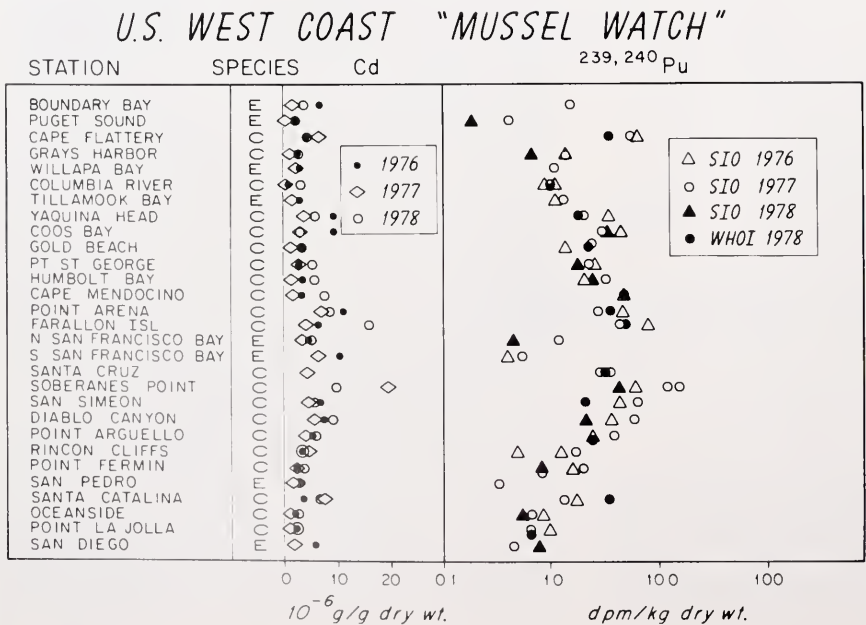 U.S. WEST COAST "MUSSEL WATCH"
STATION SPECIES Cd 239, 240 Pu
BOUNDARY BAY E
PUGET SOUND E
CAPE FLATTERY C
GRAYS HARBOR C
WILLAPA BAY E
COLUMBIA RIVER C
TILLAMOOK BAY E
YAQUINA HEAD C
COOS BAY C
GOLD BEACH C
PT ST GEORGE C
HUMBOLT BAY C
CAPE MENDOCINO C
POINT ARENA C
FARALLON ISL C
N SAN FRANCISCO BAY E
S SAN FRANCISCO BAY E
SANTA CRUZ C
SOBERANES POINT C
SAN SIMEON C
DIABLO CANYON C
POINT ARGUELLO C
RINCON CLIFFS C
POINT FERMIN C
SAN PEDRO E
SANTA CATALINA C
OCEANSIDE C
POINT LA JOLLA C
SAN DIEGO E
1976
1977
1978
SIO 1976
SIO 1977
SIO 1978
WHOI 1978
0 10 20 0.1 1.0 10.0 100
10-6 g/g dry wt. dpm/kg dry wt.